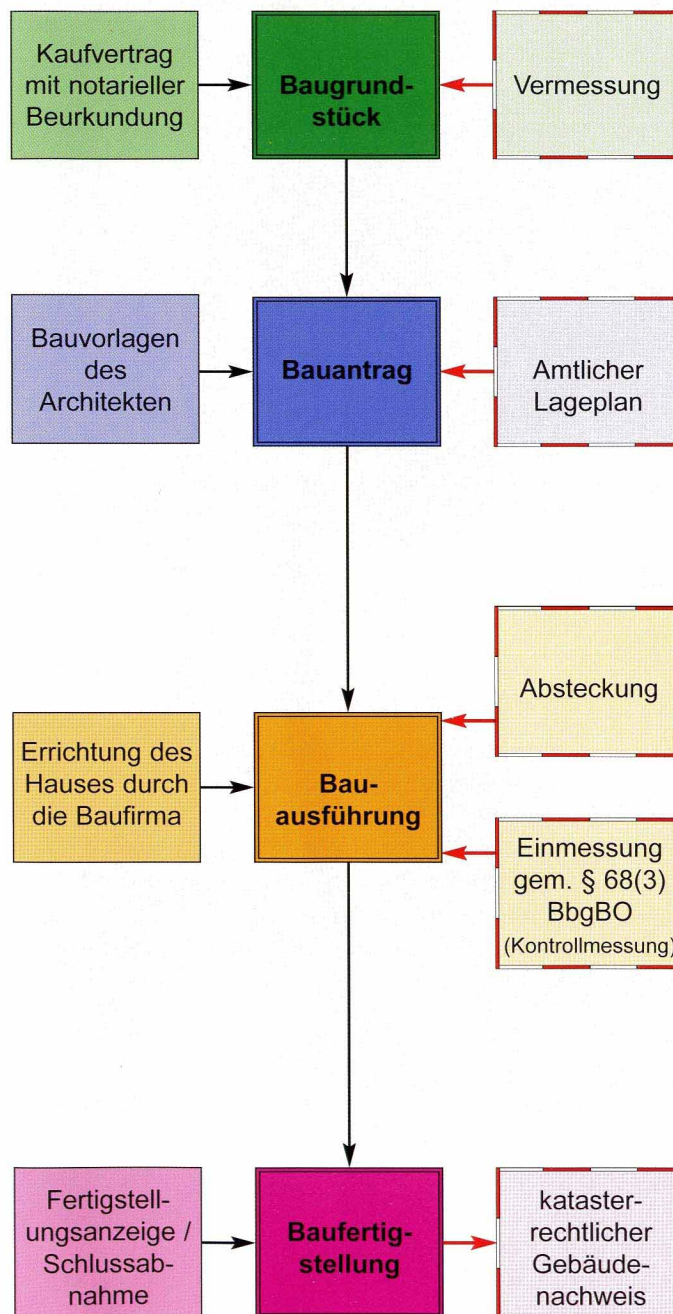 Kaufvertrag
mit notarieller
Beurkundung
Baugrund-
stück
Vermessung
Bauvorlagen
des
Architekten
Bauantrag
Amtlicher
Lageplan
Absteckung
Errichtung des
Hauses durch
die Baufirma
Bau-
ausführung
Einmessung
gem. § 68(3)
BbgBO
(Kontrollmessung)
Fertigstell-
ungsanzeige /
Schlussab-
nahme
Baufertig-
stellung
kataster-
rechtlicher
Gebäude-
nachweis